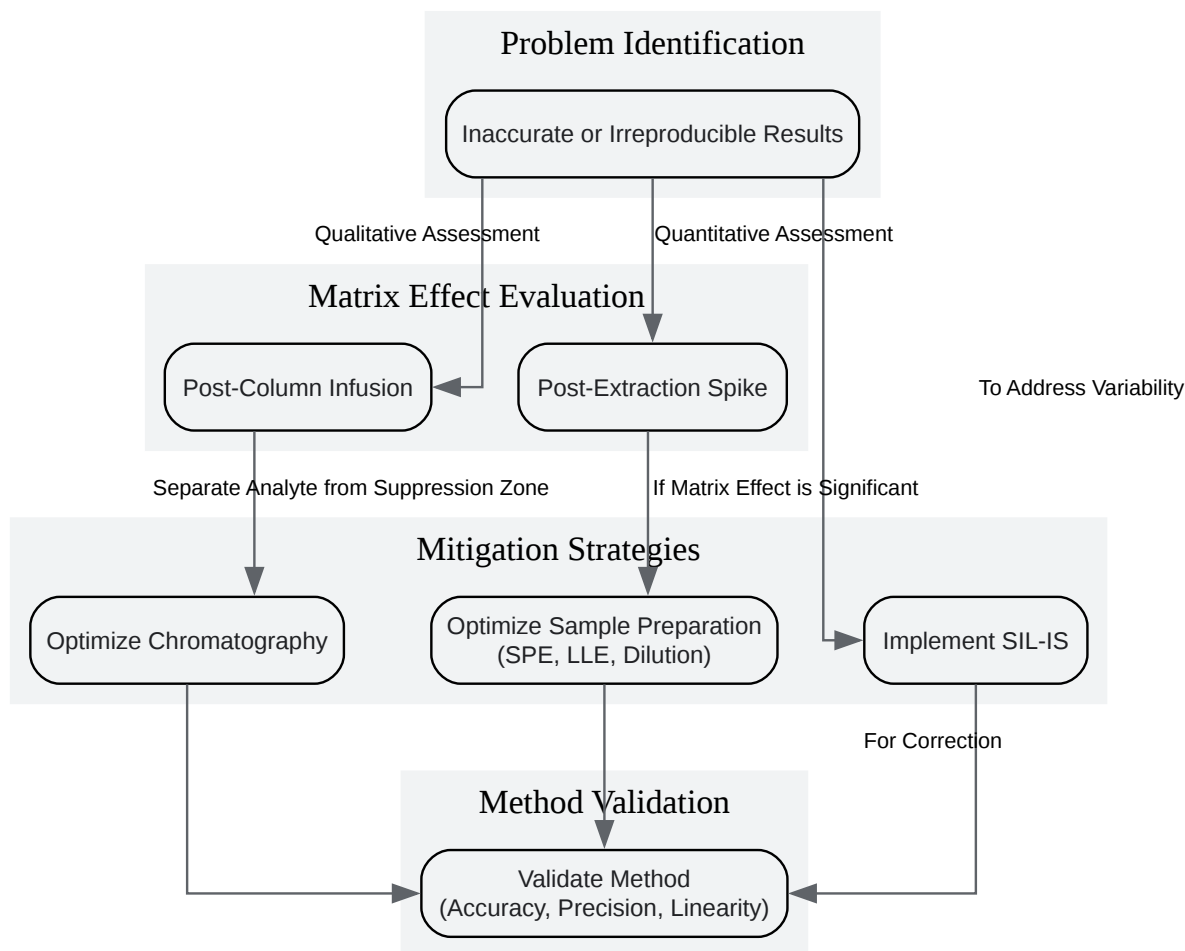 Problem Identification
Inaccurate or Irreproducible Results
Qualitative Assessment
Quantitative Assessment
Matrix Effect Evaluation
Post-Column Infusion
Post-Extraction Spike
To Address Variability
Separate Analyte from Suppression Zone
If Matrix Effect is Significant
Mitigation Strategies
Optimize Chromatography
Optimize Sample Preparation
(SPE, LLE, Dilution)
Implement SIL-IS
For Correction
Method Validation
Validate Method
(Accuracy, Precision, Linearity)